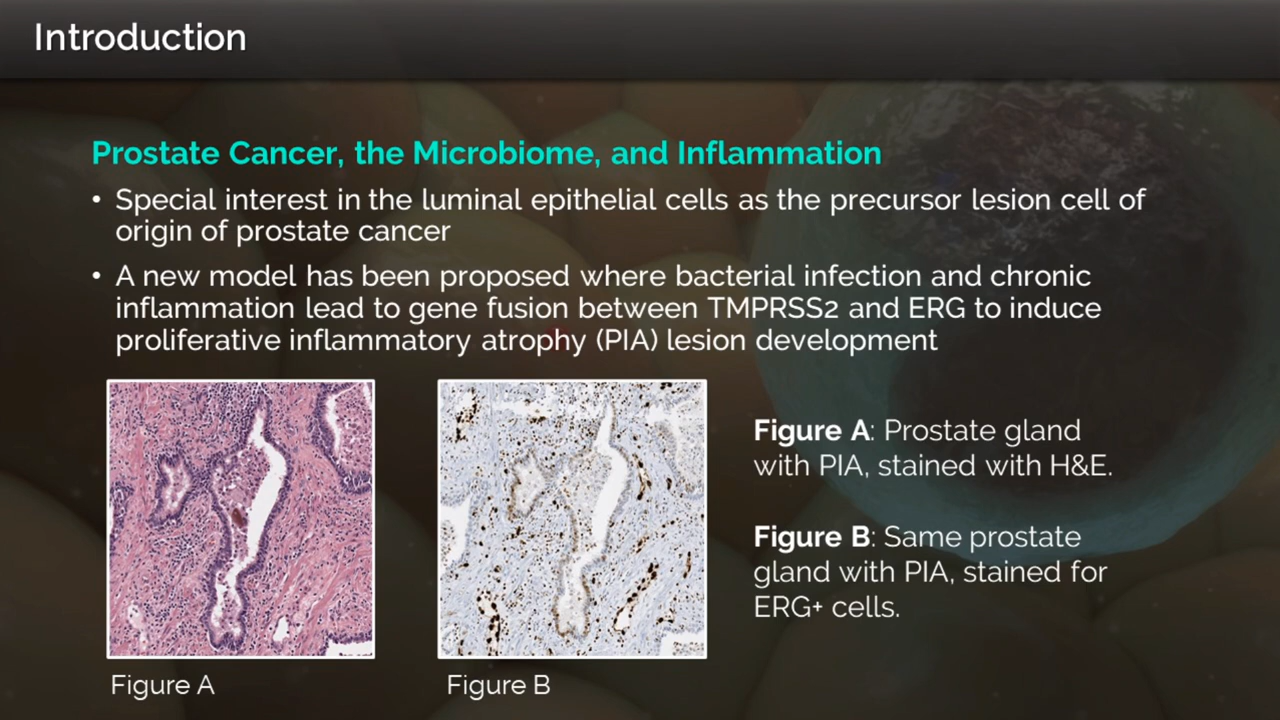 Introduction
Prostate Cancer, the Microbiome, and Inflammation
• Special interest in the luminal epithelial cells as the precursor lesion cell of
origin of prostate cancer
• A new model has been proposed where bacterial infection and chronic
inflammation lead to gene fusion between TMPRSS2 and ERG to induce
proliferative inflammatory atrophy (PIA) lesion development
Figure A: Prostate gland
with PIA, stained with H&E.
Figure B: Same prostate
gland with PIA, stained for
ERG+ cells.
Figure A
Figure B